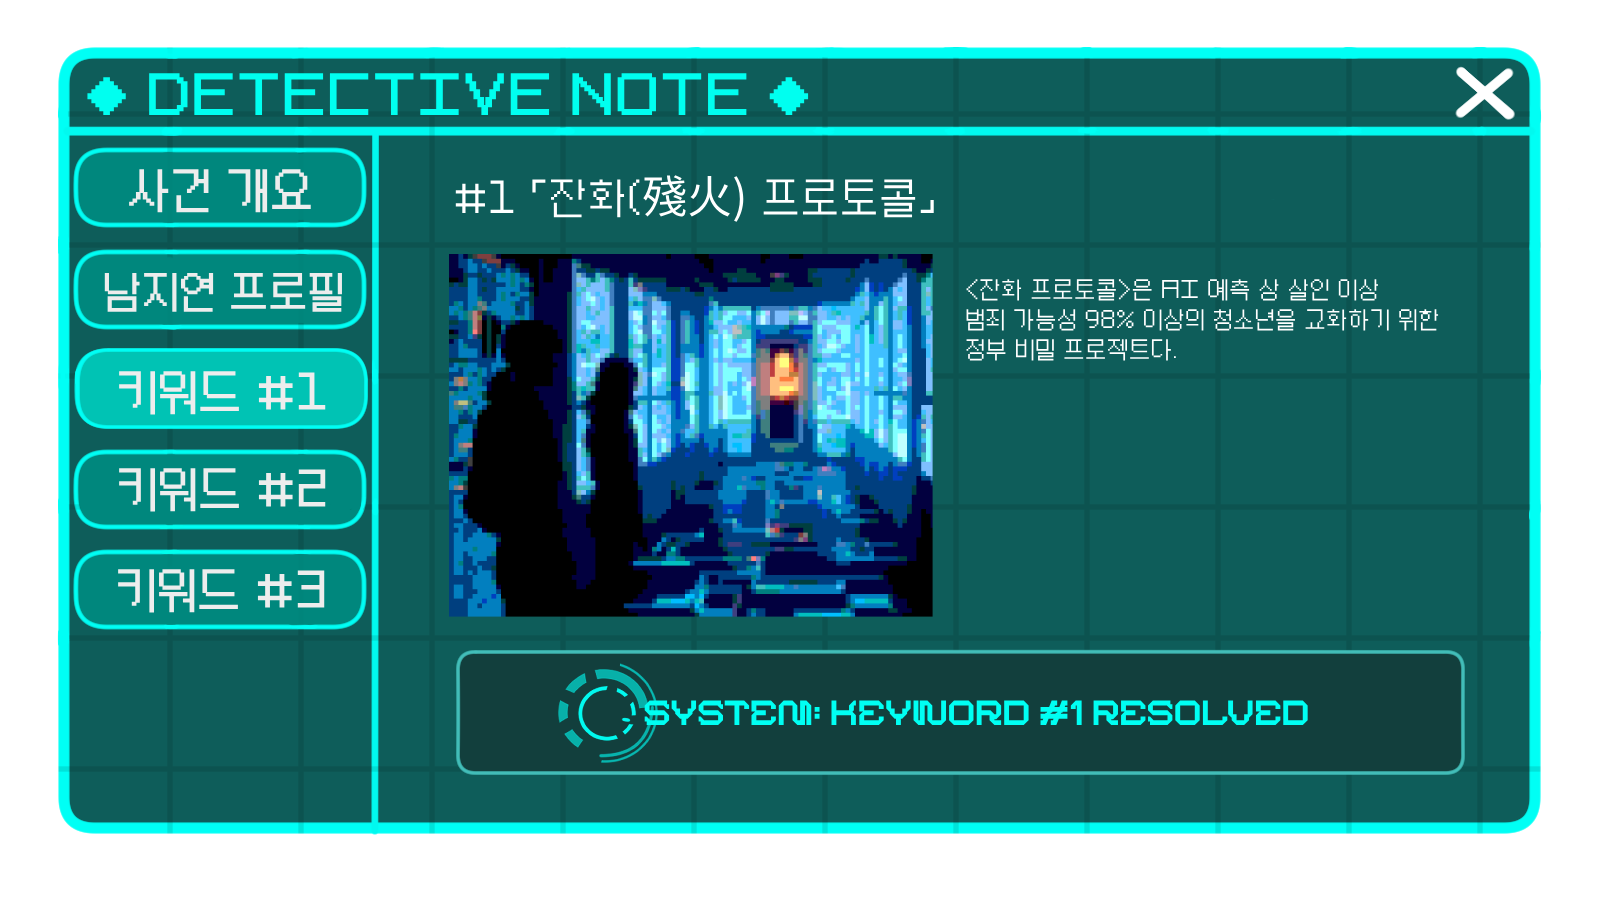 ◆ DETECTIVE NOTE ◆
사건 개요
남지연 프로필
키워드 #1
키워드 #2
키워드 #3
#1 「잔화(殘火) 프로토콜」
<잔화 프로토콜>은 AI 예측 상 살인 이상
범죄 가능성 98% 이상의 청소년을 교화하기 위한
정부 비밀 프로젝트다.
SYSTEM: KEYWORD #1 RESOLVED